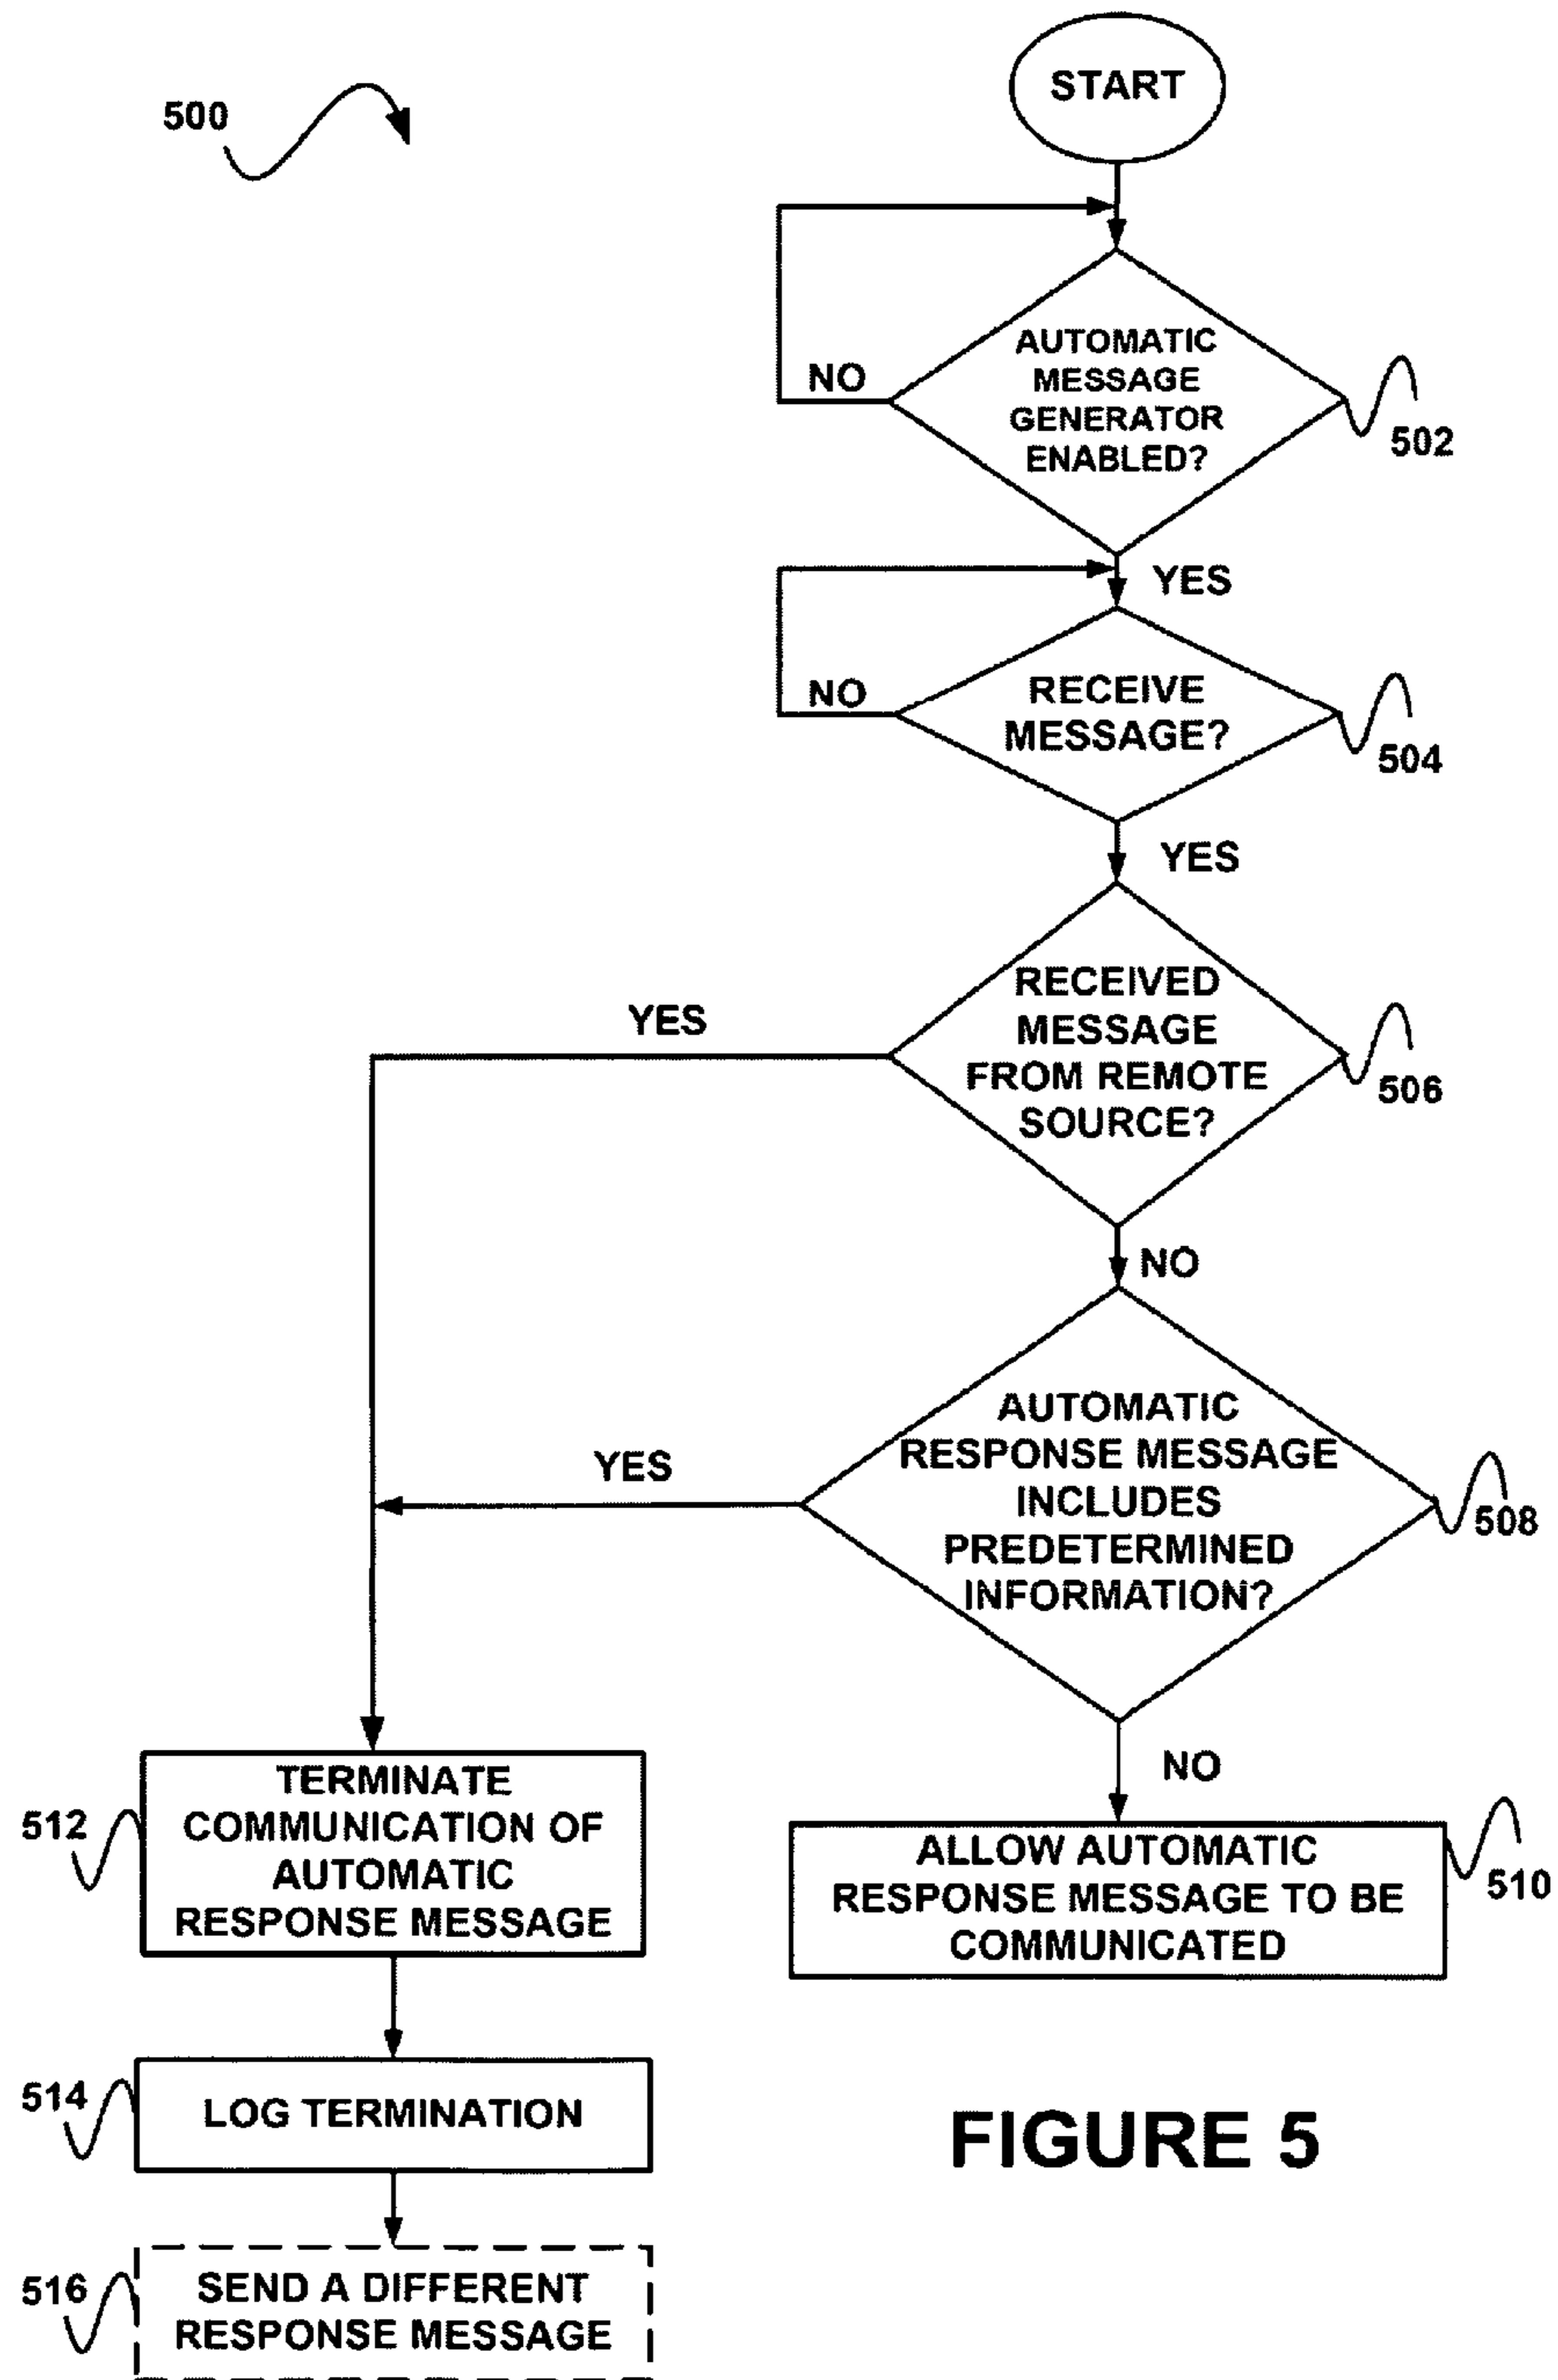 START
500
AUTOMATIC
MESSAGE
GENERATOR
ENABLED?
NO
502
YES
RECEIVE
MESSAGE?
NO
504
YES
RECEIVED
MESSAGE
FROM REMOTE
SOURCE?
YES
506
NO
AUTOMATIC
RESPONSE MESSAGE
INCLUDES
PREDETERMINED
INFORMATION?
YES
508
NO
TERMINATE
COMMUNICATION OF
AUTOMATIC
RESPONSE MESSAGE
512
ALLOW AUTOMATIC
RESPONSE MESSAGE TO BE
COMMUNICATED
510
514
LOG TERMINATION
FIGURE 5
516
SEND A DIFFERENT
RESPONSE MESSAGE